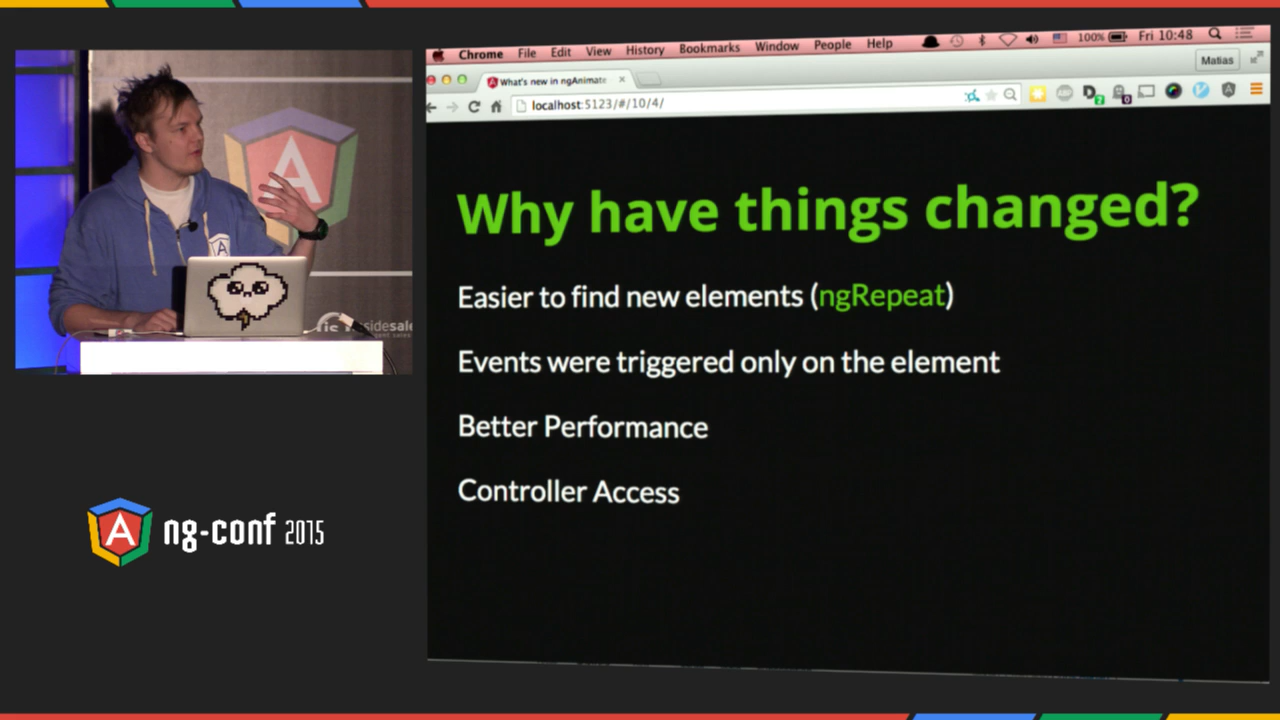 Chrome File Edit View History Bookmarks Window People Help 100% Fri 10:48
What's new in ngAnimate
Matias
localhost:5123/#/10/4/
Why have things changed?
Easier to find new elements (ngRepeat)
Events were triggered only on the element
Better Performance
Controller Access
A
A
sidesale
A ng-conf 2015